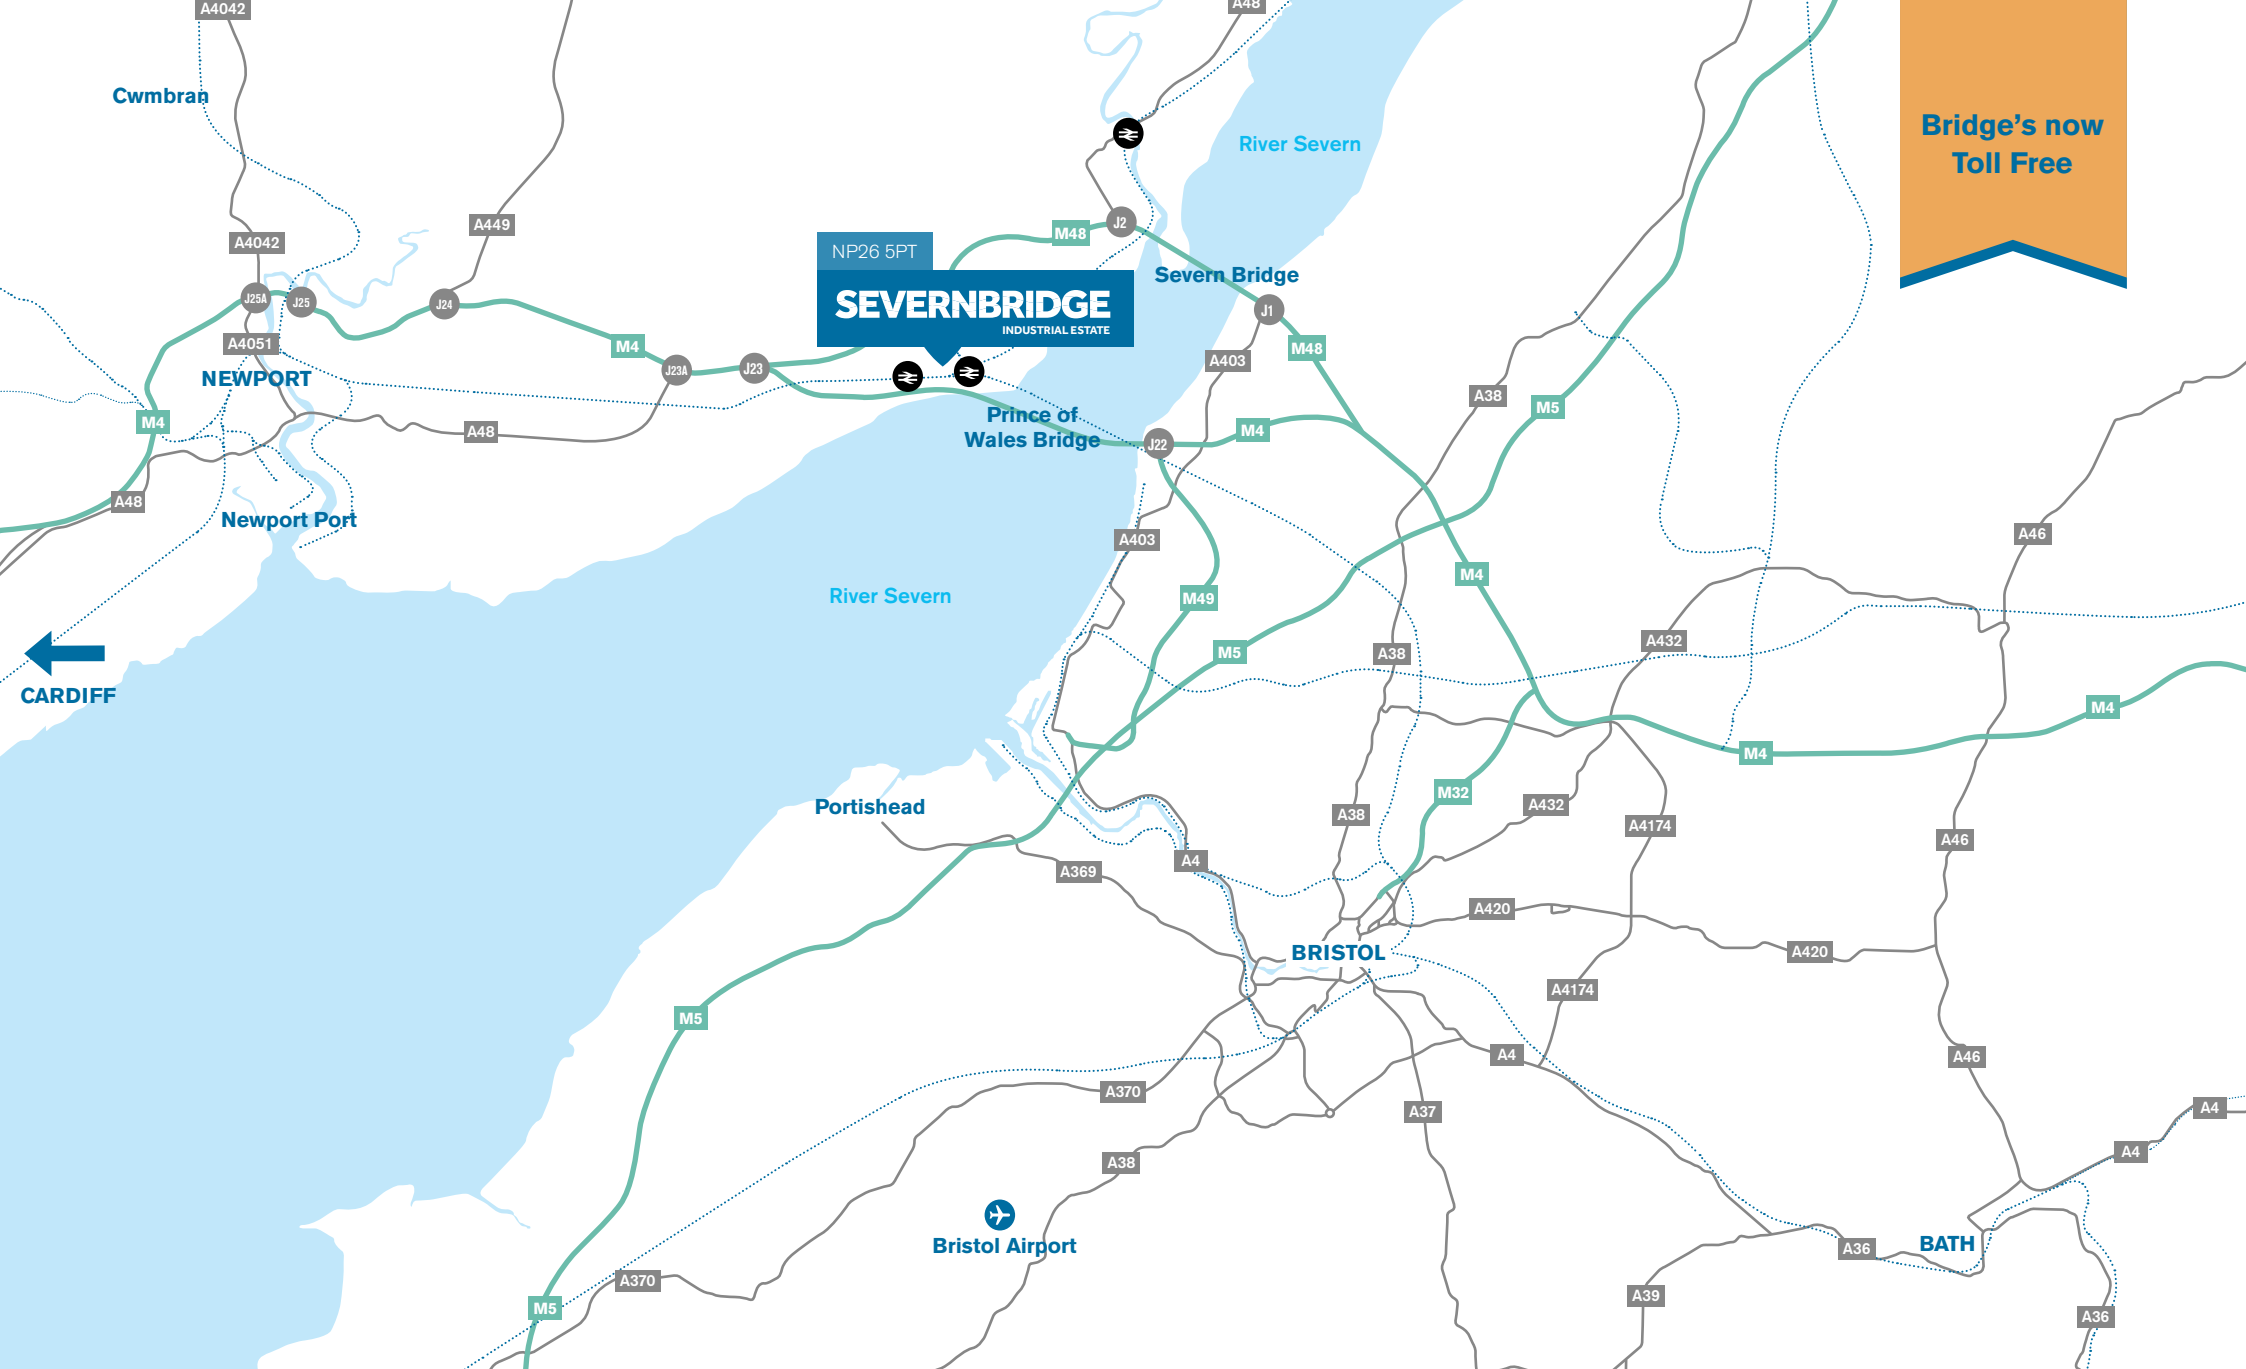 A4042
A48
Cwmbran
Bridge's now
Toll Free
River Severn
A449
J2
M48
A4042
NP26 5PT
Severn Bridge
J25A
J25
J24
SEVERNBRIDGE
INDUSTRIAL ESTATE
J1
A4051
M4
M48
A403
J23A
J23
NEWPORT
A38
M5
M4
Prince of
Wales Bridge
A48
M4
J22
A48
Newport Port
A46
A403
M4
River Severn
M49
A432
M5
A38
CARDIFF
M4
M4
M32
Portishead
A432
A38
A4174
A46
A4
A369
A420
BRISTOL
A420
A4174
M5
A4
A46
A370
A37
A4
A4
A38
Bristol Airport
A36
BATH
A370
A39
M5
A36